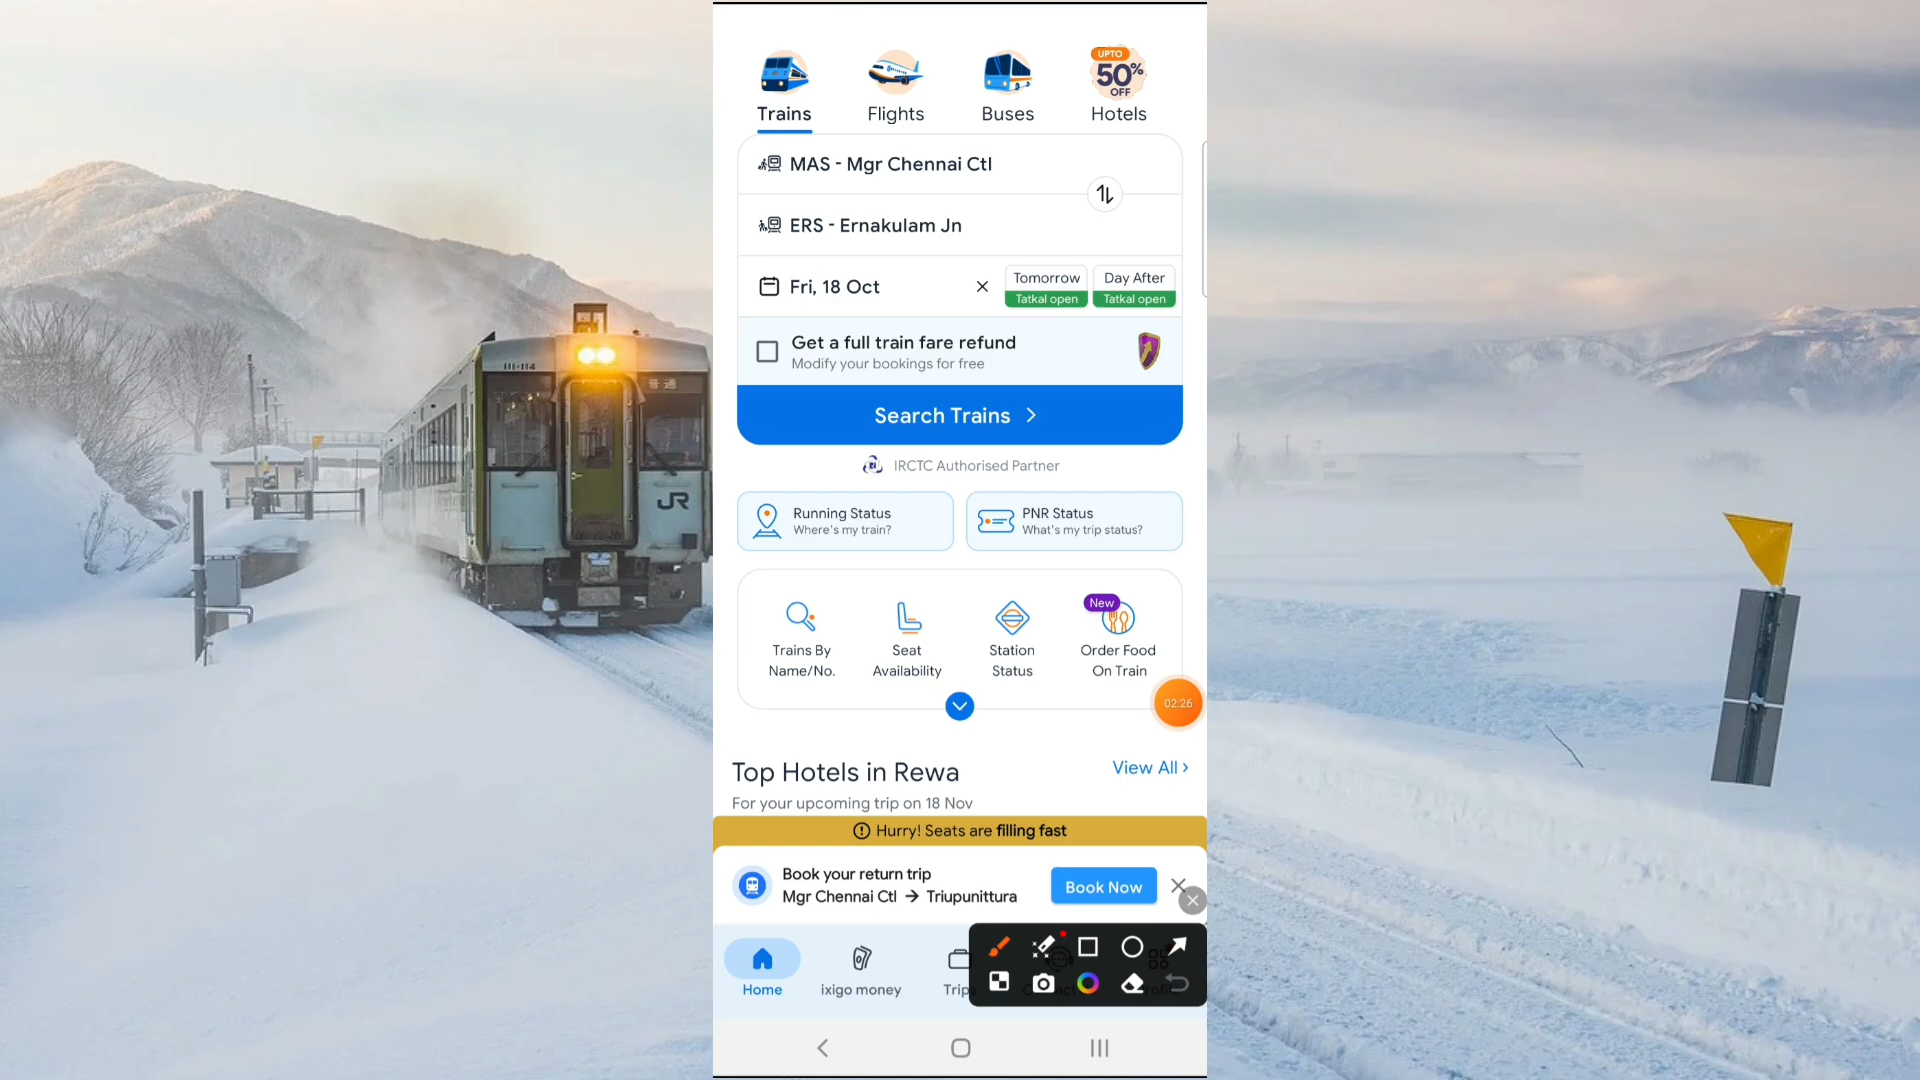 UPTO
50%
OFF
Trains
Flights
Buses
Hotels
MAS - Mgr Chennai Ctl
ERS - Ernakulam Jn
Fri, 18 Oct
Tomorrow
Tatkal open
Day After
Tatkal open
Get a full train fare refund
Modify your bookings for free
Search Trains
IRCTC Authorised Partner
Running Status
Where's my train?
PNR Status
What's my trip status?
New
Trains By
Name/No.
Seat
Availability
Station
Status
Order Food
On Train
02:26
Top Hotels in Rewa
View All
For your upcoming trip on 18 Nov
Hurry! Seats are filling fast
Book your return trip
Mgr Chennai Ctl → Triupunittura
Book Now
Home
ixigo money
Trip
普通
JR